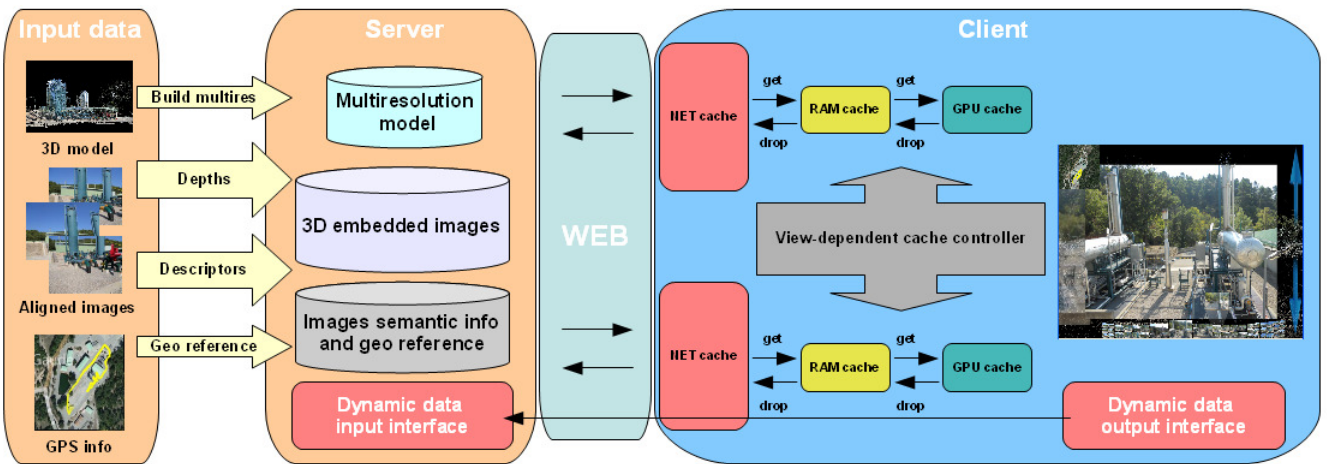 Input data
3D model
Aligned images
GPS info
Build multires
Depths
Descriptors
Geo reference
Server
Multiresolution
model
3D embedded images
Images semantic info
and geo reference
Dynamic data
input interface
WEB
Client
NET cache
get
drop
RAM cache
get
drop
GPU cache
View-dependent cache controller
NET cache
get
drop
RAM cache
get
drop
GPU cache
Dynamic data
output interface